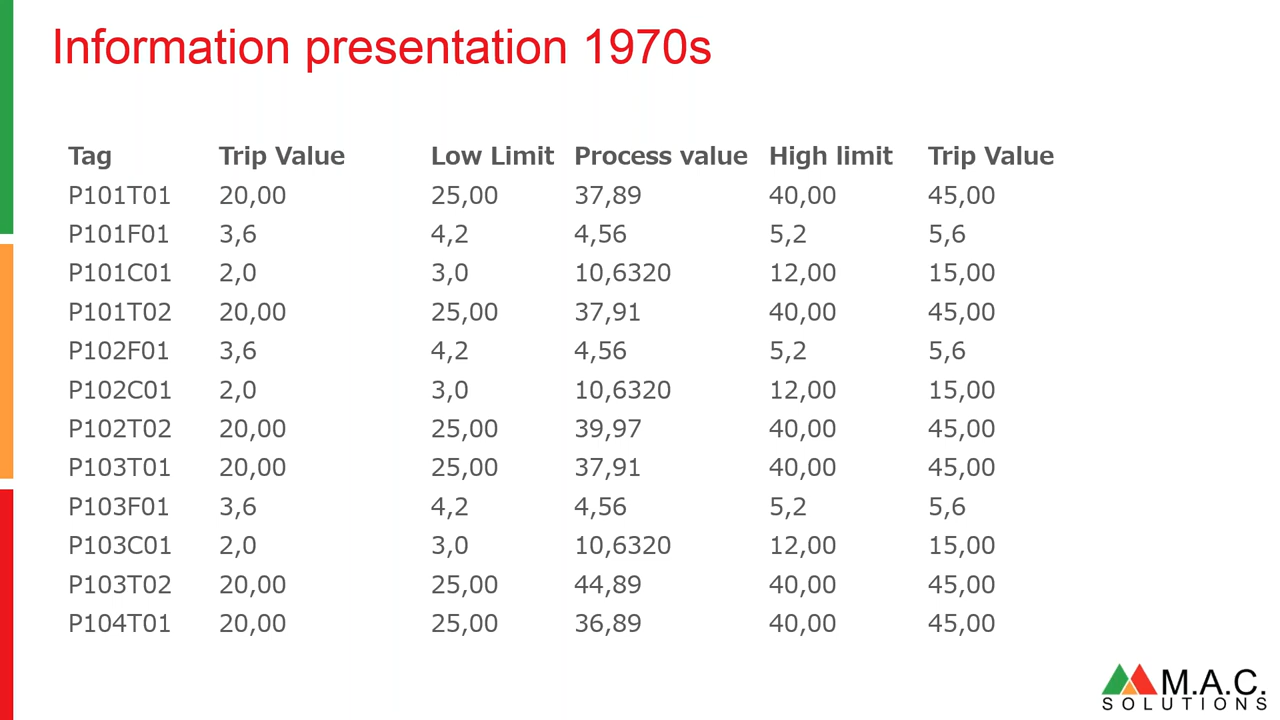 Information presentation 1970s
Tag Trip Value Low Limit Process value High limit Trip Value
P101T01 20,00 25,00 37,89 40,00 45,00
P101F01 3,6 4,2 4,56 5,2 5,6
P101C01 2,0 3,0 10,6320 12,00 15,00
P101T02 20,00 25,00 37,91 40,00 45,00
P102F01 3,6 4,2 4,56 5,2 5,6
P102C01 2,0 3,0 10,6320 12,00 15,00
P102T02 20,00 25,00 39,97 40,00 45,00
P103T01 20,00 25,00 37,91 40,00 45,00
P103F01 3,6 4,2 4,56 5,2 5,6
P103C01 2,0 3,0 10,6320 12,00 15,00
P103T02 20,00 25,00 44,89 40,00 45,00
P104T01 20,00 25,00 36,89 40,00 45,00
M.A.C.
SOLUTIONS